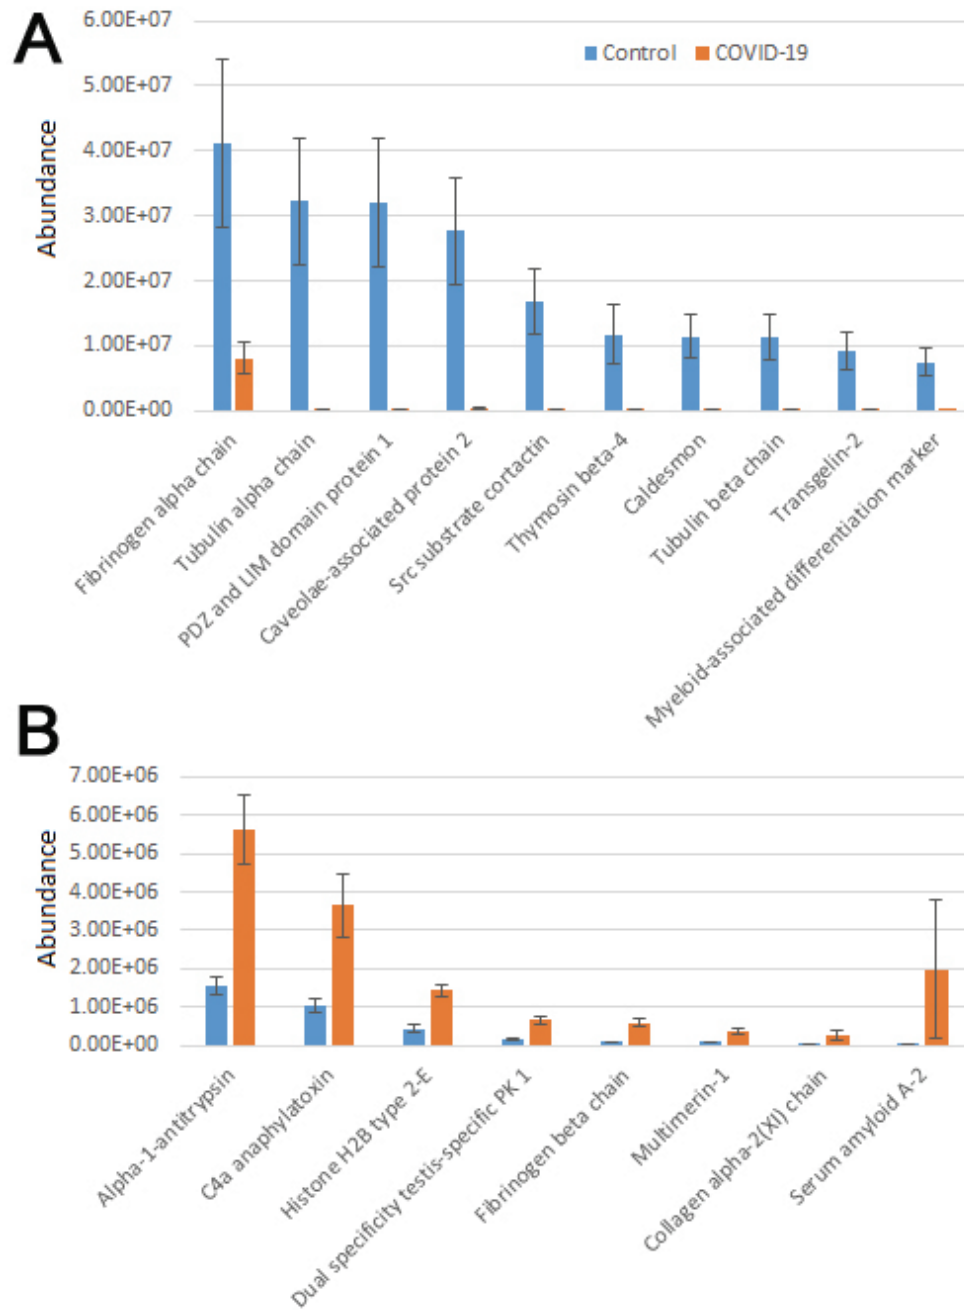 A
6.00E+07
Control COVID-19
5.00E+07
4.00E+07
3.00E+07
2.00E+07
1.00E+07
0.00E+00
Abundance
Fibrinogen alpha chain
Tubulin alpha chain
PDZ and LIM domain protein 1
Caveolae-associated protein 2
Src substrate cortactin
Thymosin beta-4
Caldesmon
Tubulin beta chain
Transgelin-2
Myeloid-associated differentiation marker
B
7.00E+06
6.00E+06
5.00E+06
4.00E+06
3.00E+06
2.00E+06
1.00E+06
0.00E+00
Abundance
Alpha-1-antitrypsin
C4a anaphylatoxin
Histone H2B type 2-E
Dual specificity testis-specific PK 1
Fibrinogen beta chain
Multimerin-1
Collagen alpha-2(XI) chain
Serum amyloid A-2